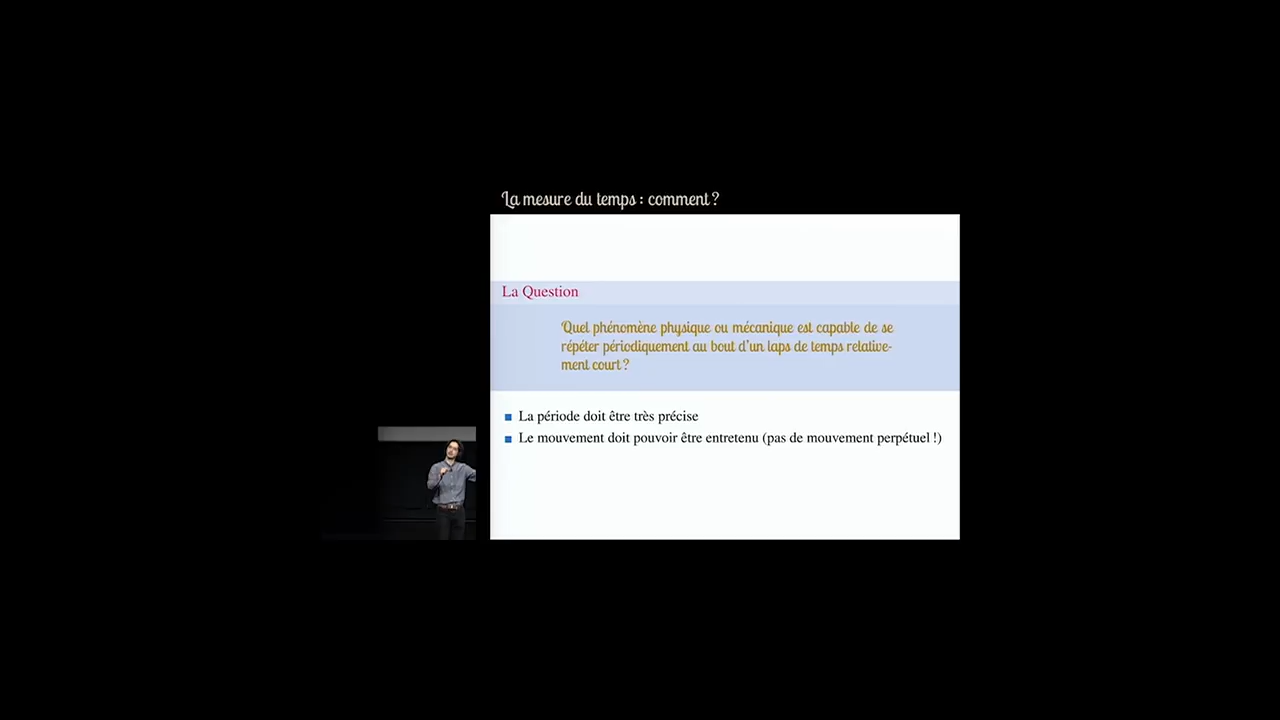 La mesure du temps : comment ?
La Question
Quel phénomène physique ou mécanique est capable de se
répéter périodiquement au bout d'un laps de temps relative-
ment court ?
La période doit être très précise
Le mouvement doit pouvoir être entretenu (pas de mouvement perpétuel !)